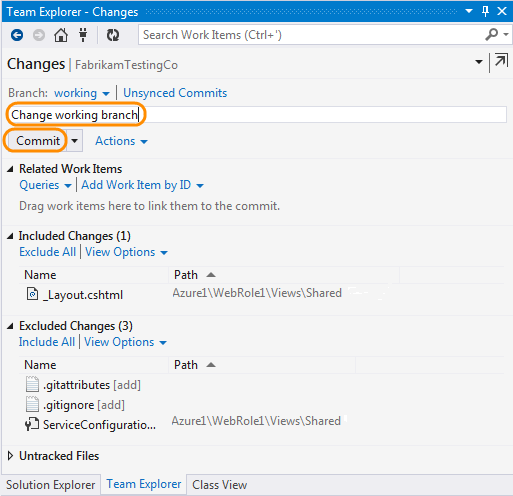 Team Explorer - Changes
Search Work Items (Ctrl+')
Changes | FabrikamTestingCo
Branch: working | Unsynced Commits
Change working branch
Commit Actions
Related Work Items
Queries | Add Work Item by ID
Drag work items here to link them to the commit.
Included Changes (1)
Exclude All | View Options
Name Path
_Layout.cshtml Azure1\WebRole1\Views\Shared
Excluded Changes (3)
Include All | View Options
Name Path
.gitattributes [add]
.gitignore [add]
ServiceConfiguratio... Azure1\WebRole1\Views\Shared
Untracked Files
Solution Explorer Team Explorer Class View